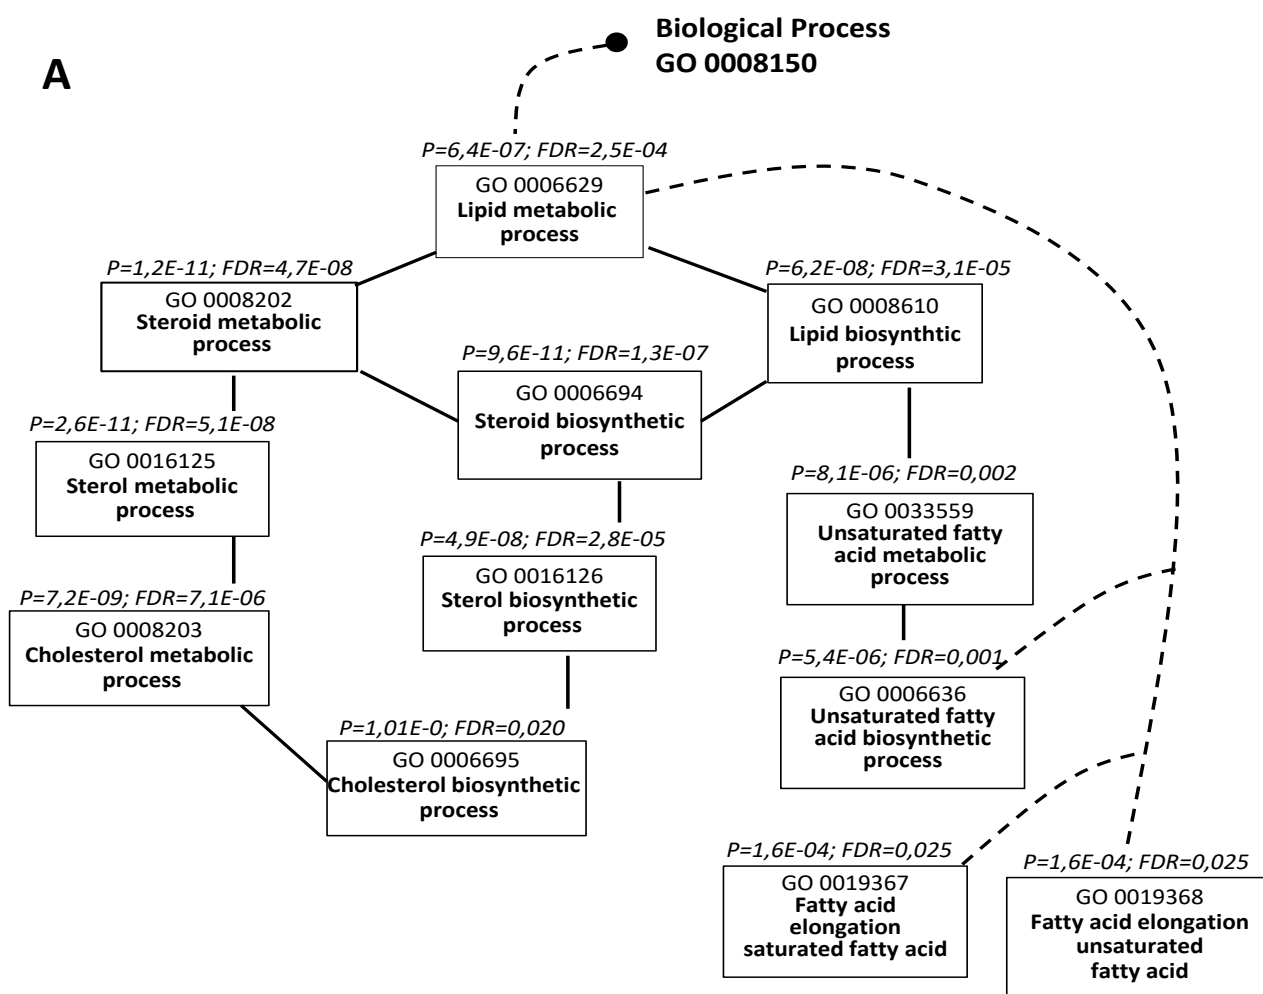 A
Biological Process
GO 0008150
P=6,4E-07; FDR=2,5E-04
GO 0006629
Lipid metabolic
process
P=1,2E-11; FDR=4,7E-08
GO 0008202
Steroid metabolic
process
P=6,2E-08; FDR=3,1E-05
GO 0008610
Lipid biosynthtic
process
P=9,6E-11; FDR=1,3E-07
GO 0006694
Steroid biosynthetic
process
P=2,6E-11; FDR=5,1E-08
GO 0016125
Sterol metabolic
process
P=8,1E-06; FDR=0,002
GO 0033559
Unsaturated fatty
acid metabolic
process
P=4,9E-08; FDR=2,8E-05
GO 0016126
Sterol biosynthetic
process
P=7,2E-09; FDR=7,1E-06
GO 0008203
Cholesterol metabolic
process
P=5,4E-06; FDR=0,001
GO 0006636
Unsaturated fatty
acid biosynthetic
process
P=1,01E-0; FDR=0,020
GO 0006695
Cholesterol biosynthetic
process
P=1,6E-04; FDR=0,025
GO 0019367
Fatty acid
elongation
saturated fatty acid
P=1,6E-04; FDR=0,025
GO 0019368
Fatty acid elongation
unsaturated
fatty acid